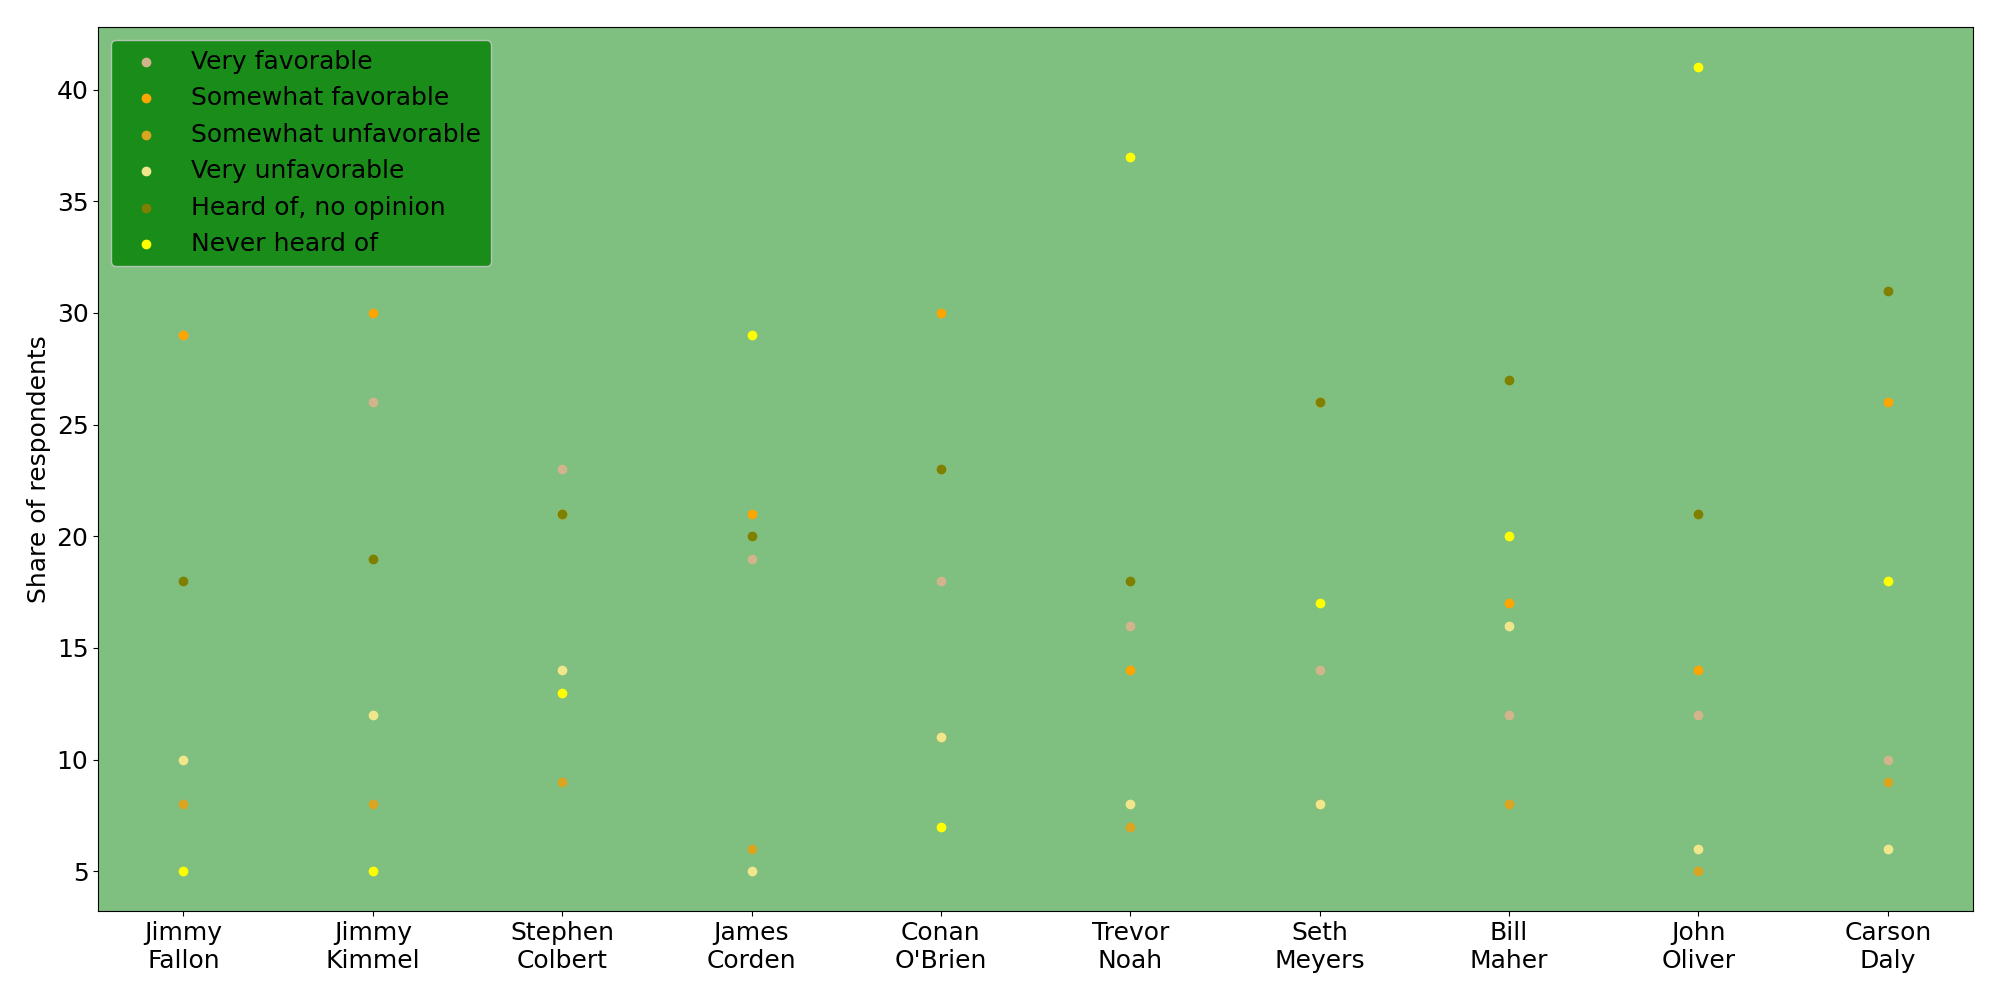 Very favorable
Somewhat favorable
Somewhat unfavorable
Very unfavorable
Heard of, no opinion
Never heard of
Share of respondents
40
35
30
25
20
15
10
5
Jimmy Fallon
Jimmy Kimmel
Stephen Colbert
James Corden
Conan O'Brien
Trevor Noah
Seth Meyers
Bill Maher
John Oliver
Carson Daly